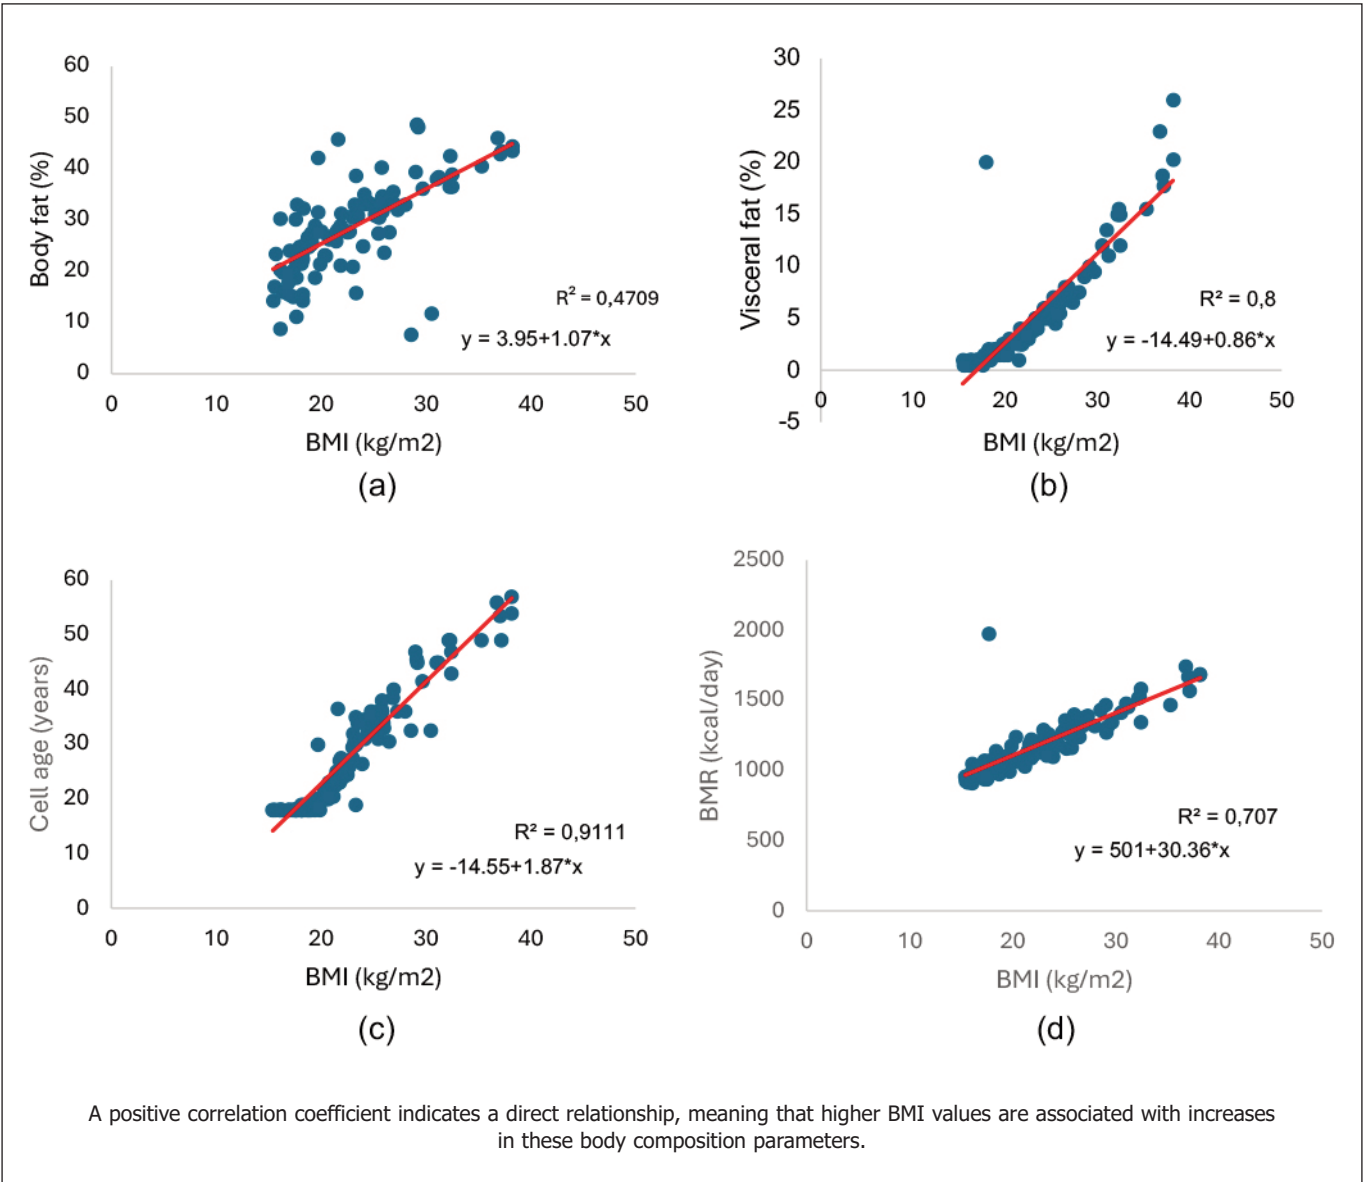 60
50
40
30
20
10
0
Body fat (%)
R² = 0,4709
y = 3.95+1.07*x
0 10 20 30 40 50
BMI (kg/m2)
(a)
30
25
20
15
10
5
0
-5
Visceral fat (%)
R² = 0,8
y = -14.49+0.86*x
0 10 20 30 40 50
BMI (kg/m2)
(b)
60
50
40
30
20
10
0
Cell age (years)
R² = 0,9111
y = -14.55+1.87*x
0 10 20 30 40 50
BMI (kg/m2)
(c)
2500
2000
1500
1000
500
0
BMR (kcal/day)
R² = 0,707
y = 501+30.36*x
0 10 20 30 40 50
BMI (kg/m2)
(d)
A positive correlation coefficient indicates a direct relationship, meaning that higher BMI values are associated with increases
in these body composition parameters.